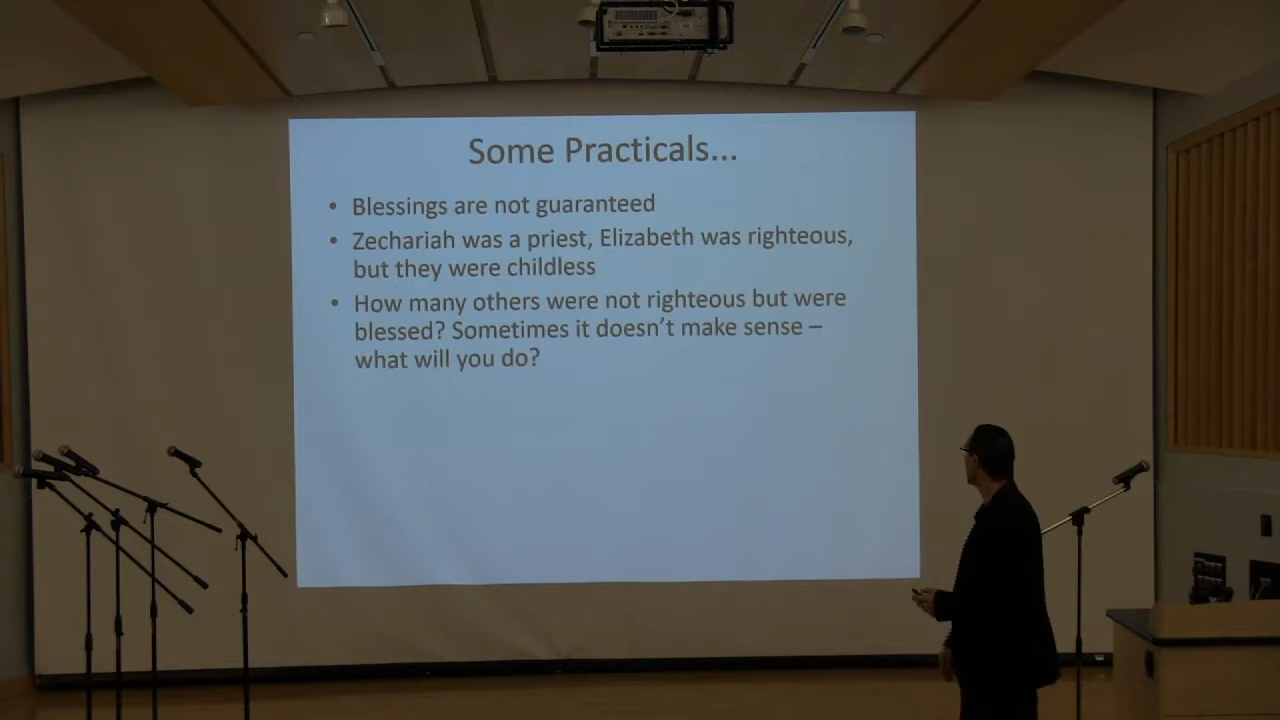 Some Practicals...
• Blessings are not guaranteed
• Zechariah was a priest, Elizabeth was righteous,
but they were childless
• How many others were not righteous but were
blessed? Sometimes it doesn't make sense –
what will you do?